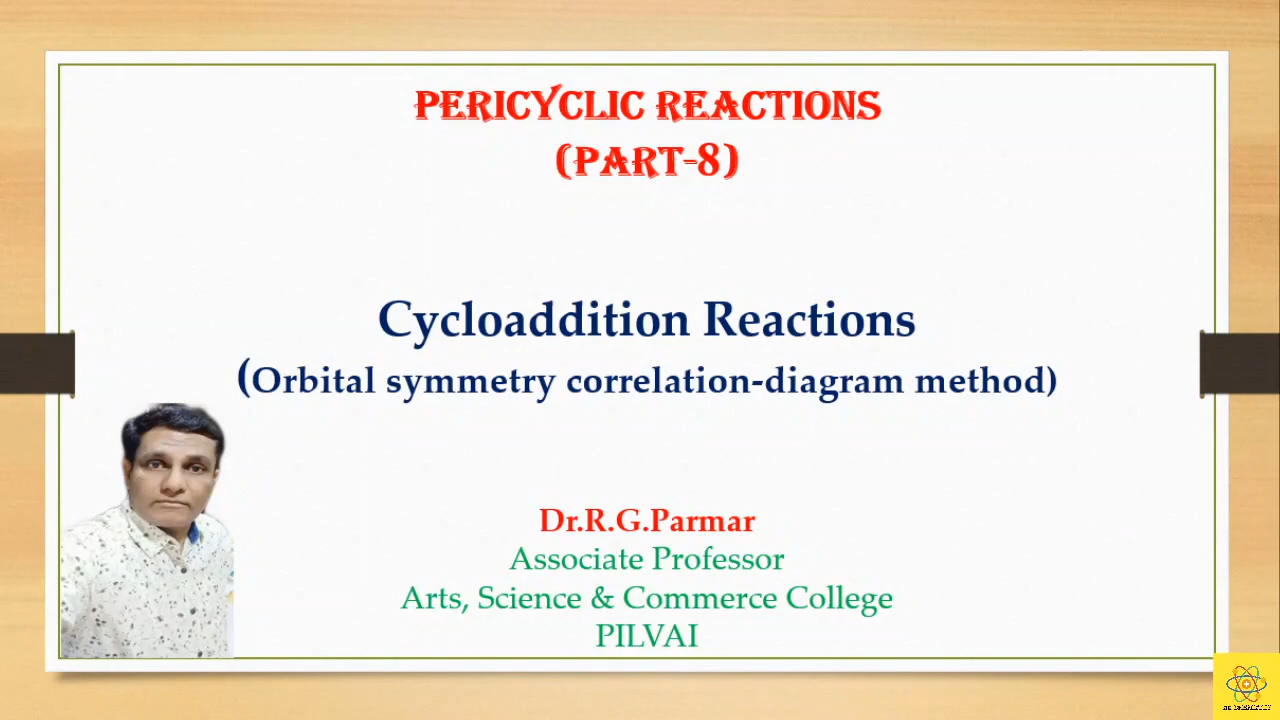 PERICYCLIC REACTIONS
(PART-8)
Cycloaddition Reactions
(Orbital symmetry correlation-diagram method)
Dr.R.G.Parmar
Associate Professor
Arts, Science & Commerce College
PILVAI